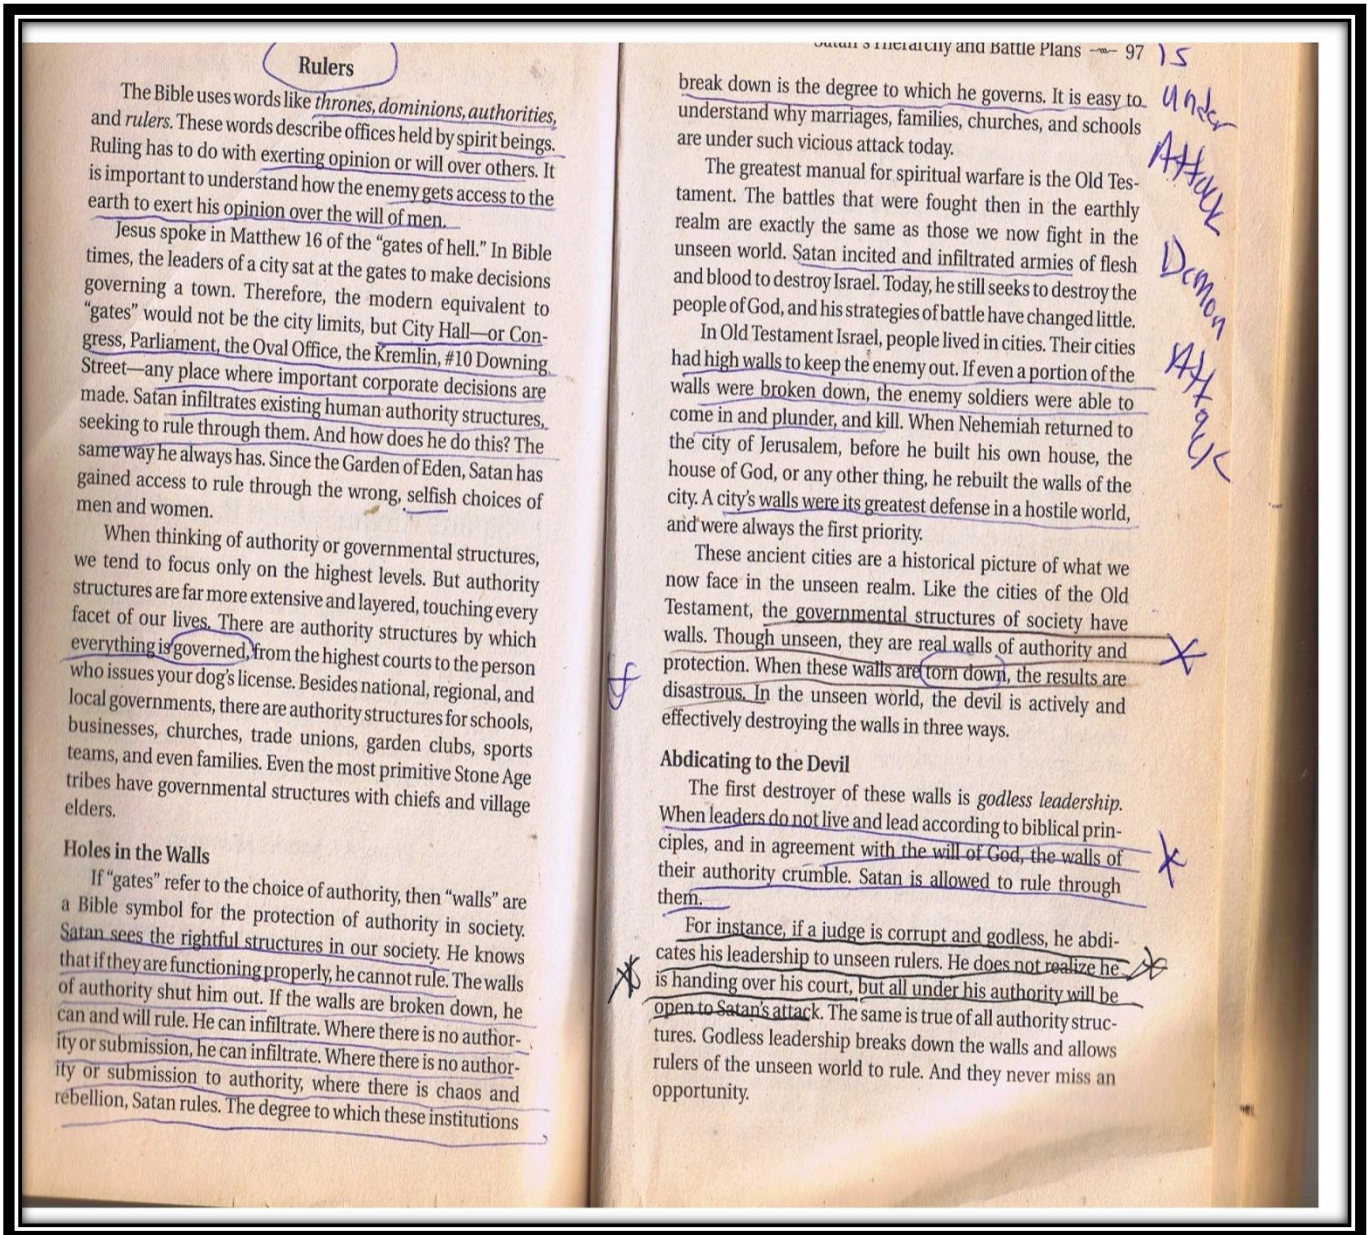 Rulers
The Bible uses words like thrones, dominions, authorities,
and rulers. These words describe offices held by spirit beings.
Ruling has to do with exerting opinion or will over others. It
is important to understand how the enemy gets access to the
earth to exert his opinion over the will of men.
Jesus spoke in Matthew 16 of the “gates of hell.” In Bible
times, the leaders of a city sat at the gates to make decisions
governing a town. Therefore, the modern equivalent to
“gates” would not be the city limits, but City Hall—or Con-
gress, Parliament, the Oval Office, the Kremlin, #10 Downing
Street—any place where important corporate decisions are
made. Satan infiltrates existing human authority structures,
seeking to rule through them. And how does he do this? The
same way he always has. Since the Garden of Eden, Satan has
gained access to rule through the wrong, selfish choices of
men and women.
When thinking of authority or governmental structures,
we tend to focus only on the highest levels. But authority
structures are far more extensive and layered, touching every
facet of our lives. There are authority structures by which
everything is governed, from the highest courts to the person
who issues your dog’s license. Besides national, regional, and
local governments, there are authority structures for schools,
businesses, churches, trade unions, garden clubs, sports
teams, and even families. Even the most primitive Stone Age
tribes have governmental structures with chiefs and village
elders.
Holes in the Walls
If “gates” refer to the choice of authority, then “walls” are
a Bible symbol for the protection of authority in society.
Satan sees the rightful structures in our society. He knows
that if they are functioning properly, he cannot rule. The walls
of authority shut him out. If the walls are broken down, he
can and will rule. He can infiltrate. Where there is no author-
ity or submission, he can infiltrate. Where there is no author-
ity or submission to authority, where there is chaos and
rebellion, Satan rules. The degree to which these institutions
Satan’s Hierarchy and Battle Plans 97
break down is the degree to which he governs. It is easy to
understand why marriages, families, churches, and schools
are under such vicious attack today.
The greatest manual for spiritual warfare is the Old Tes-
tament. The battles that were fought then in the earthly
realm are exactly the same as those we now fight in the
unseen world. Satan incited and infiltrated armies of flesh
and blood to destroy Israel. Today, he still seeks to destroy the
people of God, and his strategies of battle have changed little.
In Old Testament Israel, people lived in cities. Their cities
had high walls to keep the enemy out. If even a portion of the
walls were broken down, the enemy soldiers were able to
come in and plunder, and kill. When Nehemiah returned to
the city of Jerusalem, before he built his own house, the
house of God, or any other thing, he rebuilt the walls of the
city. A city’s walls were its greatest defense in a hostile world,
and were always the first priority.
These ancient cities are a historical picture of what we
now face in the unseen realm. Like the cities of the Old
Testament, the governmental structures of society have
walls. Though unseen, they are real walls of authority and
protection. When these walls are torn down, the results are
disastrous. In the unseen world, the devil is actively and
effectively destroying the walls in three ways.
Abdicating to the Devil
The first destroyer of these walls is godless leadership.
When leaders do not live and lead according to biblical prin-
ciples, and in agreement with the will of God, the walls of
their authority crumble. Satan is allowed to rule through
them.
For instance, if a judge is corrupt and godless, he abdi-
cates his leadership to unseen rulers. He does not realize he
is handing over his court, but all under his authority will be
open to Satan’s attack. The same is true of all authority struc-
tures. Godless leadership breaks down the walls and allows
rulers of the unseen world to rule. And they never miss an
opportunity.
is
under
Attack
Demon
Attack